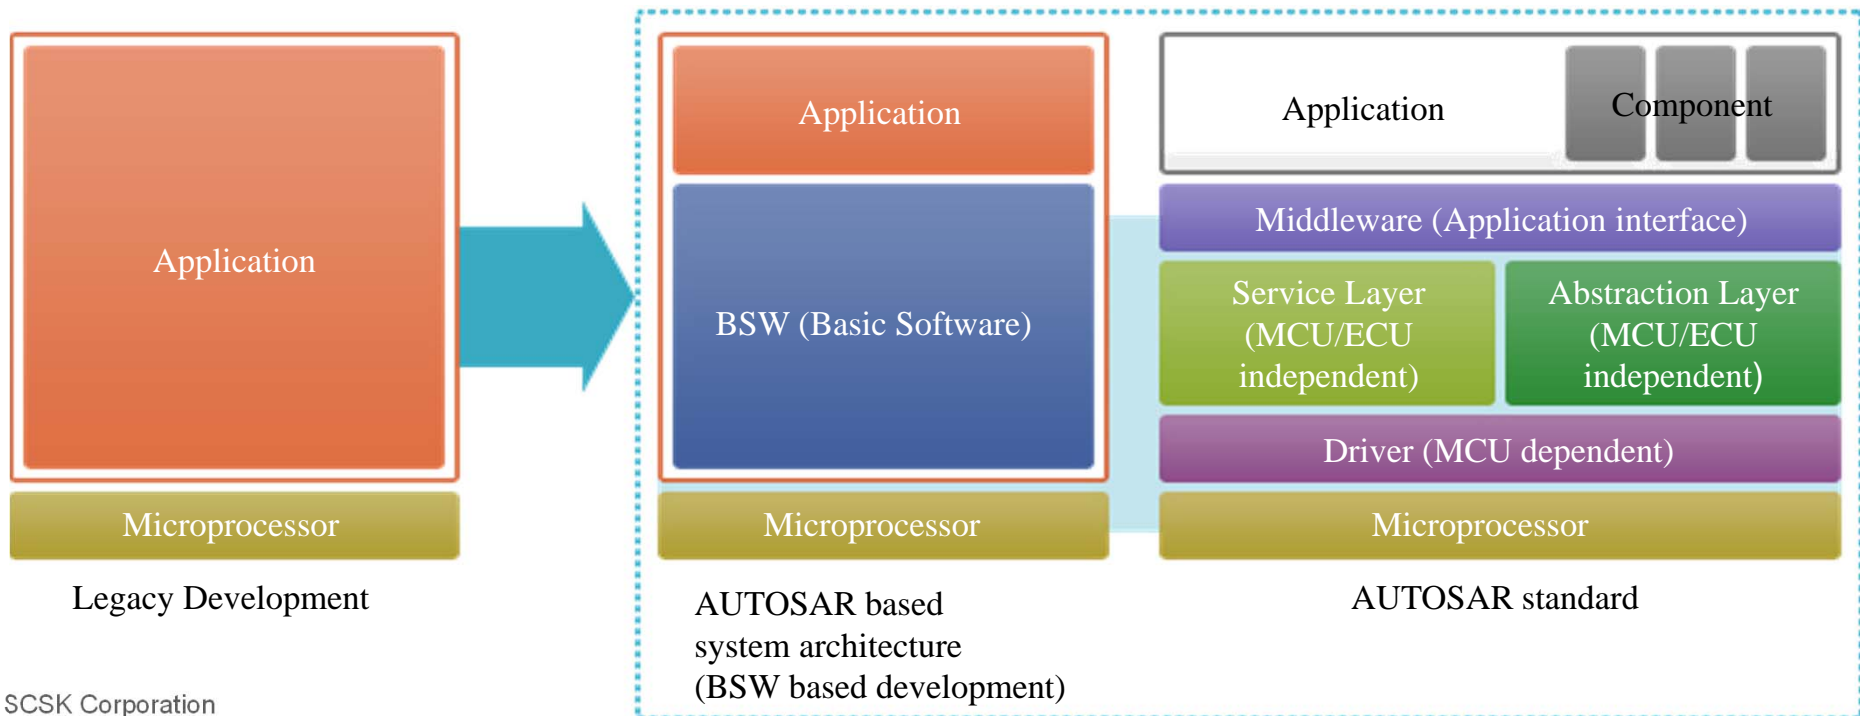 Application
Microprocessor
Legacy Development
Application
BSW (Basic Software)
Microprocessor
AUTOSAR based
system architecture
(BSW based development)
Application
Component
Middleware (Application interface)
Service Layer
(MCU/ECU
independent)
Abstraction Layer
(MCU/ECU
independent)
Driver (MCU dependent)
Microprocessor
AUTOSAR standard
SCSK Corporation